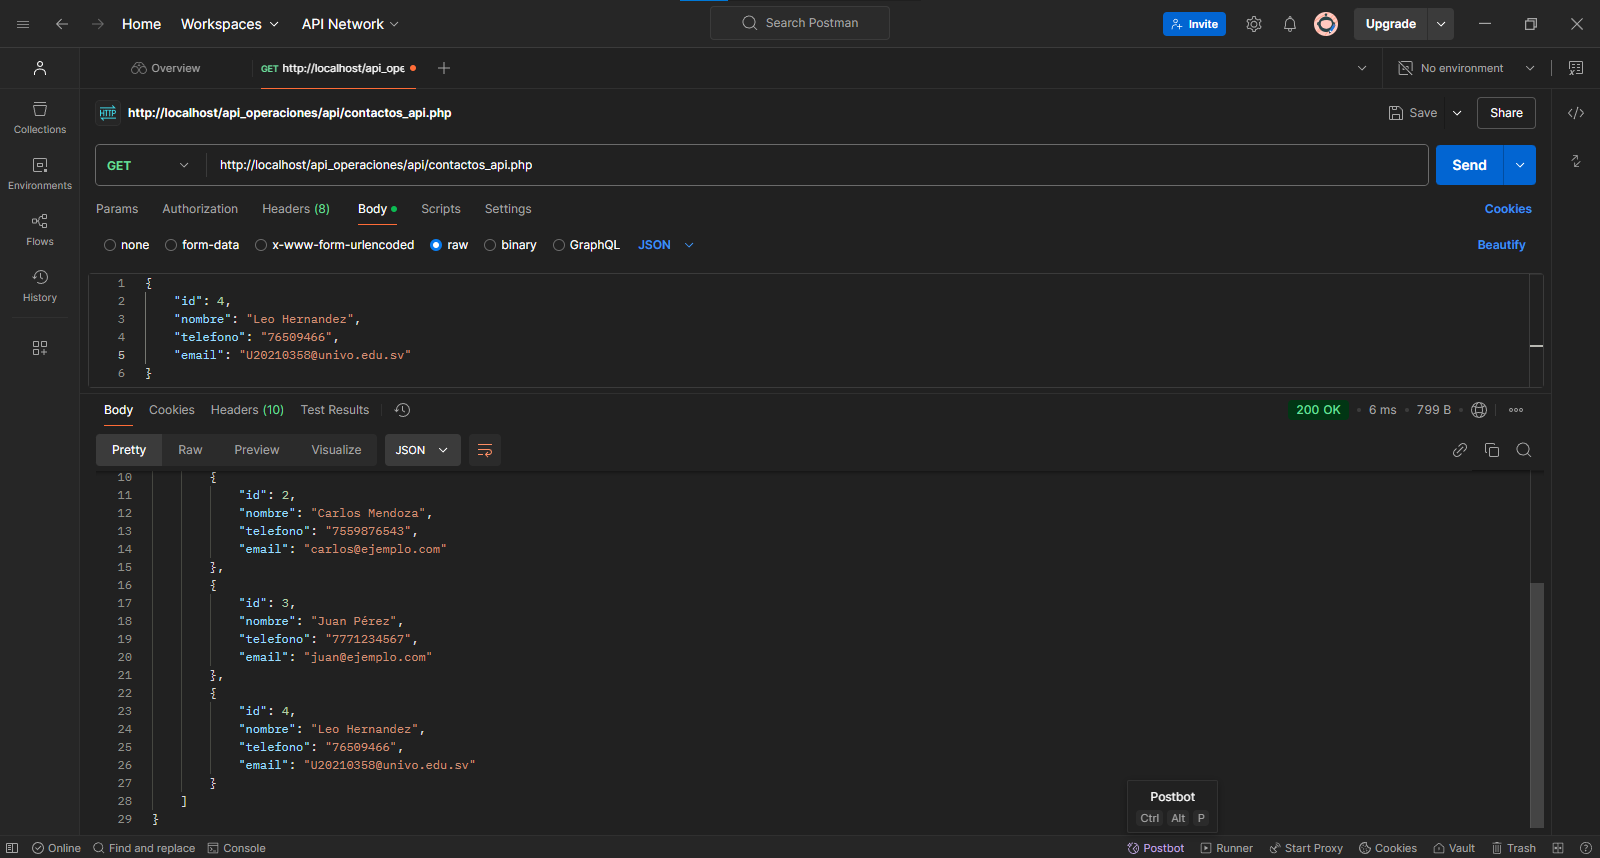 Home Workspaces API Network Search Postman Invite Upgrade
Overview GET http://localhost/api_ope No environment
HTTP http://localhost/api_operaciones/api/contactos_api.php Save Share
Collections
GET http://localhost/api_operaciones/api/contactos_api.php Send
Environments
Params Authorization Headers (8) Body Scripts Settings Cookies
Flows
none form-data x-www-form-urlencoded raw binary GraphQL JSON Beautify
History
1 {
2 "id": 4,
3 "nombre": "Leo Hernandez",
4 "telefono": "76509466",
5 "email": "U20210358@univo.edu.sv"
6 }
Body Cookies Headers (10) Test Results 200 OK 6 ms 799 B
Pretty Raw Preview Visualize JSON
10 {
11 "id": 2,
12 "nombre": "Carlos Mendoza",
13 "telefono": "7559876543",
14 "email": "carlos@ejemplo.com"
15 },
16 {
17 "id": 3,
18 "nombre": "Juan Pérez",
19 "telefono": "7771234567",
20 "email": "juan@ejemplo.com"
21 },
22 {
23 "id": 4,
24 "nombre": "Leo Hernandez",
25 "telefono": "76509466",
26 "email": "U20210358@univo.edu.sv"
27 }
28 ]
29 }
Postbot
Ctrl Alt P
Online Find and replace Console Postbot Runner Start Proxy Cookies Vault Trash